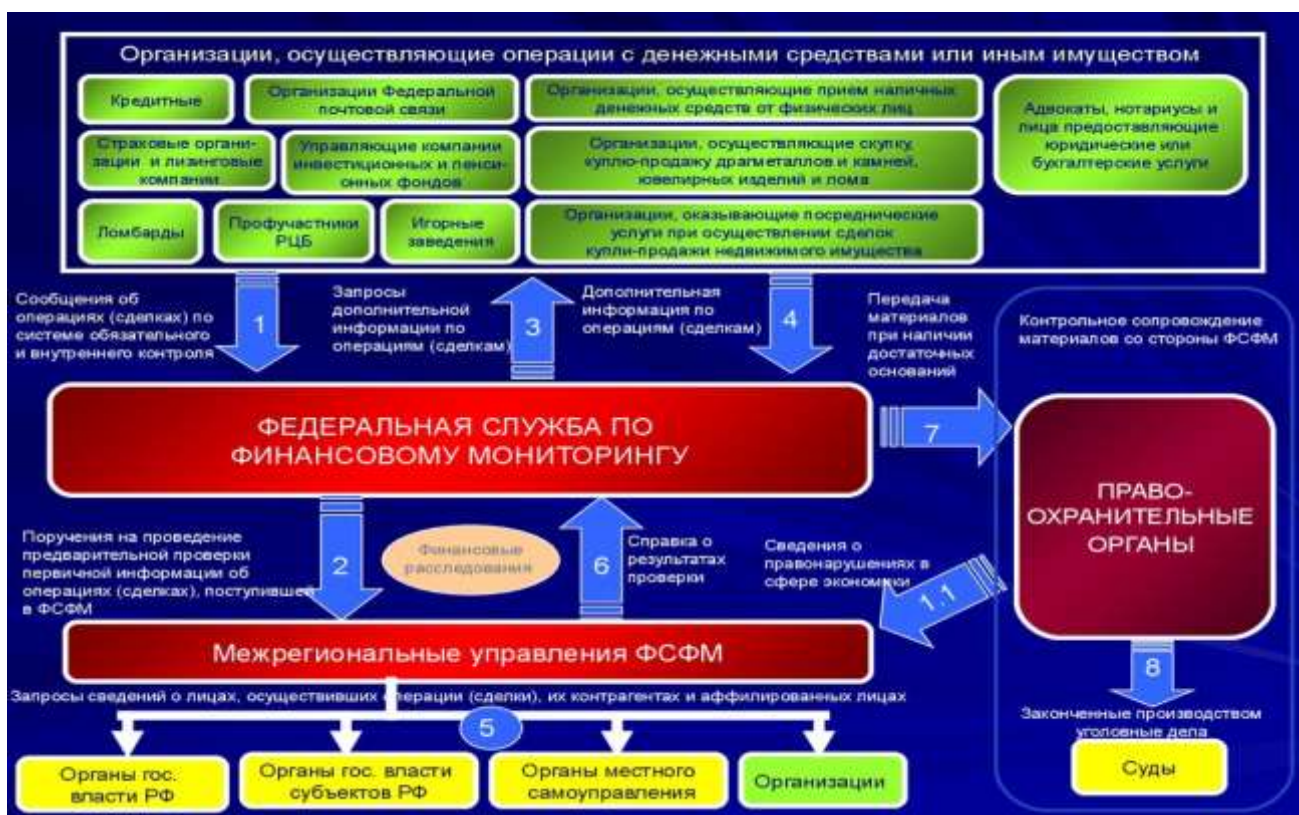 Организации, осуществляющие операции с денежными средствами или иным имуществом
Кредитные
Организации Федеральной
почтовой связи
Организации, осуществляющие прием наличных
денежных средств от физических лиц
Адвокаты, нотариусы и
лица предоставляющие
юридические или
бухгалтерские услуги
Страховые органи-
зации и лизинговые
компании
Управляющие компании
инвестиционных и пенси-
онных фондов
Организации, осуществляющие скупку,
куплю-продажу драгметаллов и камней,
ювелирных изделий и лома
Ломбарды
Профучастники
РЦБ
Игорные
заведения
Организации, оказывающие посреднические
услуги при осуществлении сделок
купли-продажи недвижимого имущества
Сообщения об
операциях (сделках) по
системе обязательного
и внутреннего контроля
1
Запросы
дополнительной
информации по
операциям (сделкам)
3
Дополнительная
информация по
операциям (сделкам)
4
Передача
материалов
при наличии
достаточных
оснований
Контрольное сопровождение
материалов со стороны ФСФМ
ФЕДЕРАЛЬНАЯ СЛУЖБА ПО
ФИНАНСОВОМУ МОНИТОРИНГУ
7
ПРАВО-
ОХРАНИТЕЛЬНЫЕ
ОРГАНЫ
Поручения на проведение
предварительной проверки
первичной информации об
операциях (сделках), поступившей
в ФСФМ
2
Финансовые
расследования
6
Справка о
результатах
проверки
Сведения о
правонарушениях в
сфере экономики
1.1
Межрегиональные управления ФСФМ
8
Запросы сведений о лицах, осуществивших операции (сделки), их контрагентах и аффилированных лицах
5
Законченные производством
уголовные дела
Органы гос.
власти РФ
Органы гос. власти
субъектов РФ
Органы местного
самоуправления
Организации
Суды